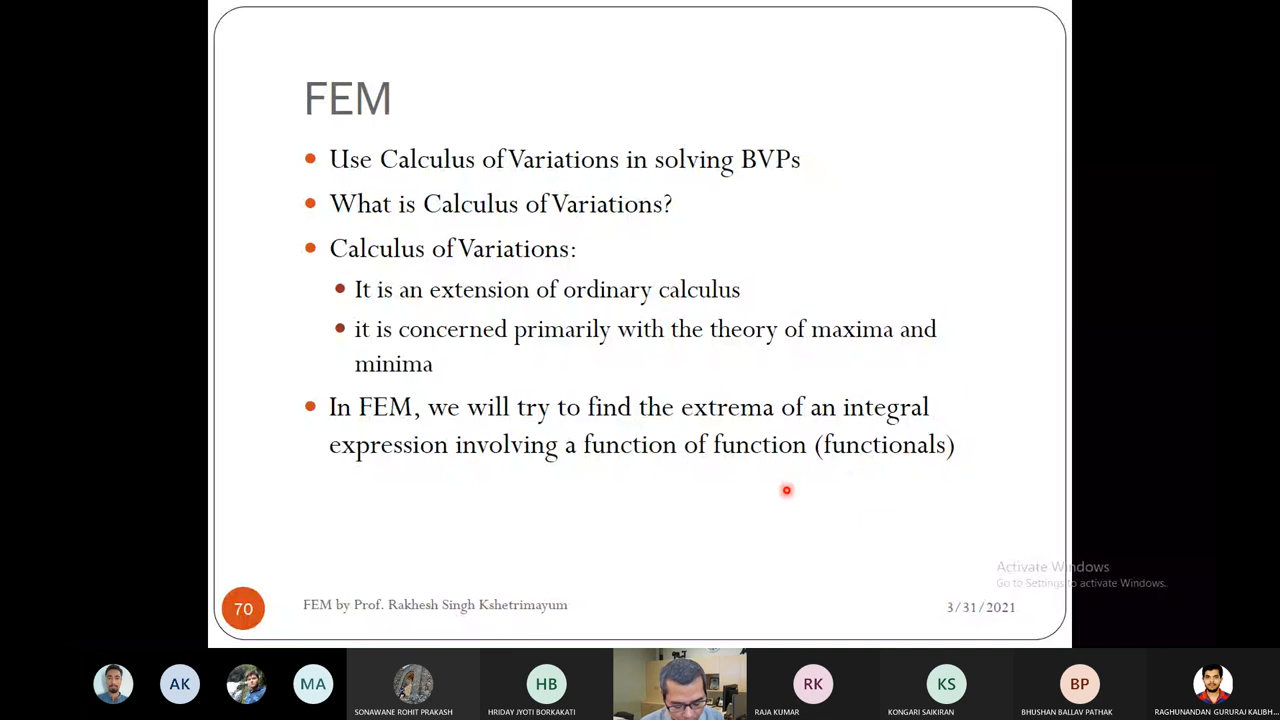 FEM
Use Calculus of Variations in solving BVPs
What is Calculus of Variations?
Calculus of Variations:
It is an extension of ordinary calculus
it is concerned primarily with the theory of maxima and
minima
In FEM, we will try to find the extrema of an integral
expression involving a function of function (functionals)
Activate Windows
Go to Settings to activate Windows.
70
FEM by Prof. Rakhesh Singh Kshetrimayum
3/31/2021
AK
MA
HB
RK
KS
BP
SONAWANE ROHIT PRAKASH
HRIDAY JYOTI BORKAKATI
RAJA KUMAR
KONGARI SAIKIRAN
BHUSHAN BALLAV PATHAK
RAGHUNANDAN GURURAJ KALIBH...